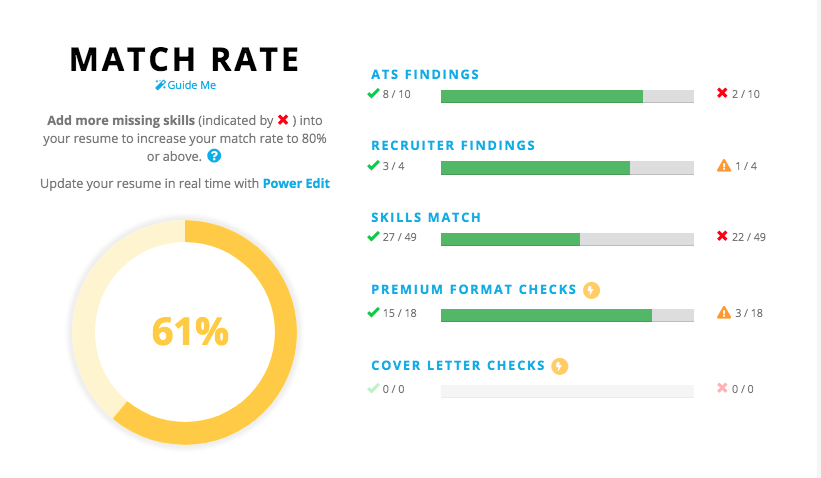 MATCH RATE
Guide Me
Add more missing skills (indicated by ✖ ) into
your resume to increase your match rate to 80%
or above. ?
Update your resume in real time with Power Edit
61%
ATS FINDINGS
8 / 10
2 / 10
RECRUITER FINDINGS
3 / 4
1 / 4
SKILLS MATCH
27 / 49
22 / 49
PREMIUM FORMAT CHECKS
15 / 18
3 / 18
COVER LETTER CHECKS
0 / 0
0 / 0